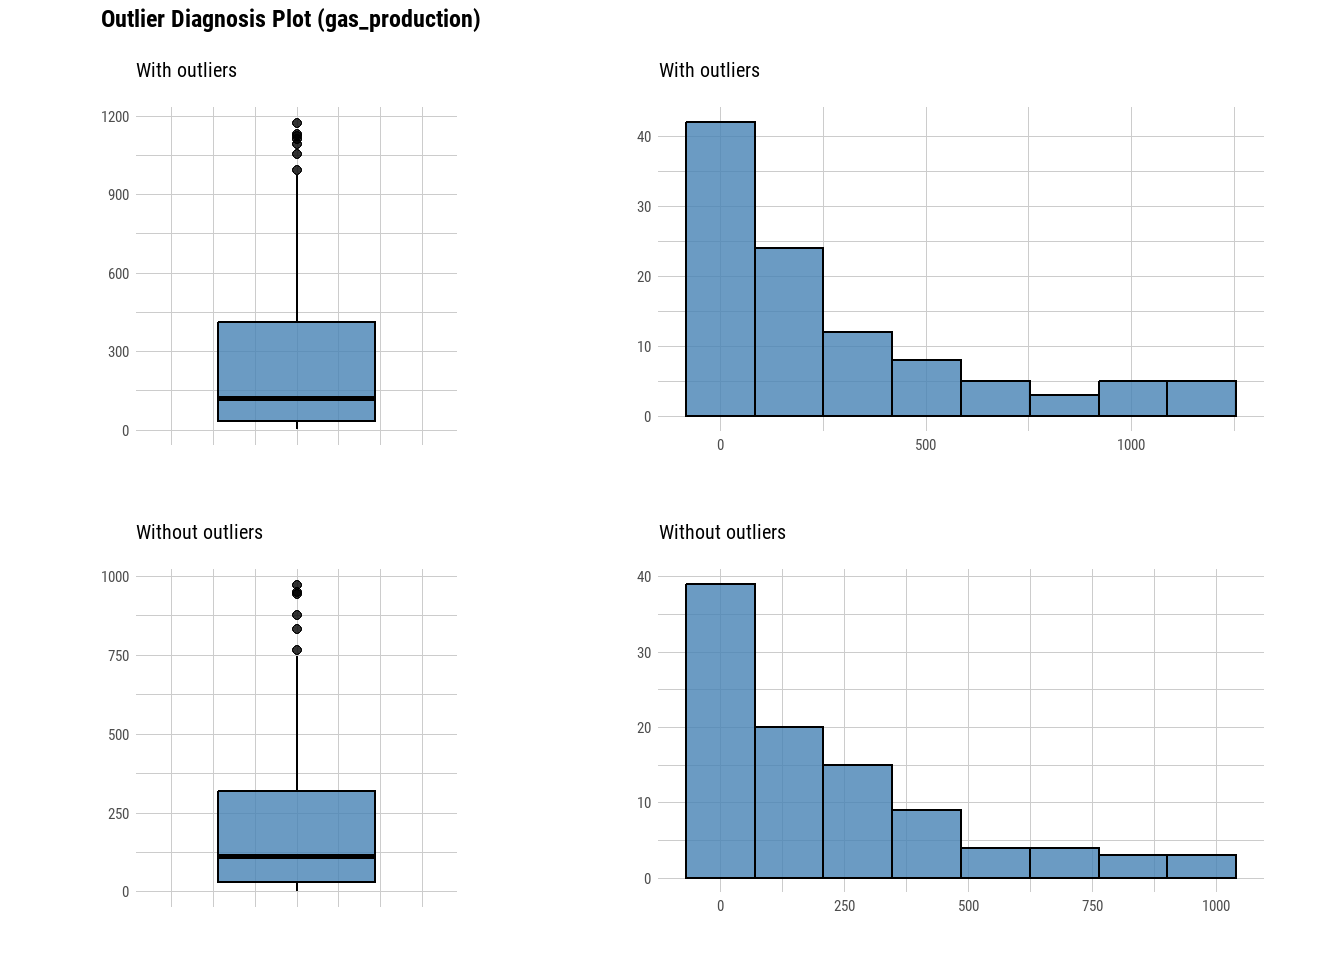 Outlier Diagnosis Plot (gas_production)
With outliers
1200
900
600
300
0
With outliers
40
30
20
10
0
0 500 1000
Without outliers
1000
750
500
250
0
Without outliers
40
30
20
10
0
0 250 500 750 1000